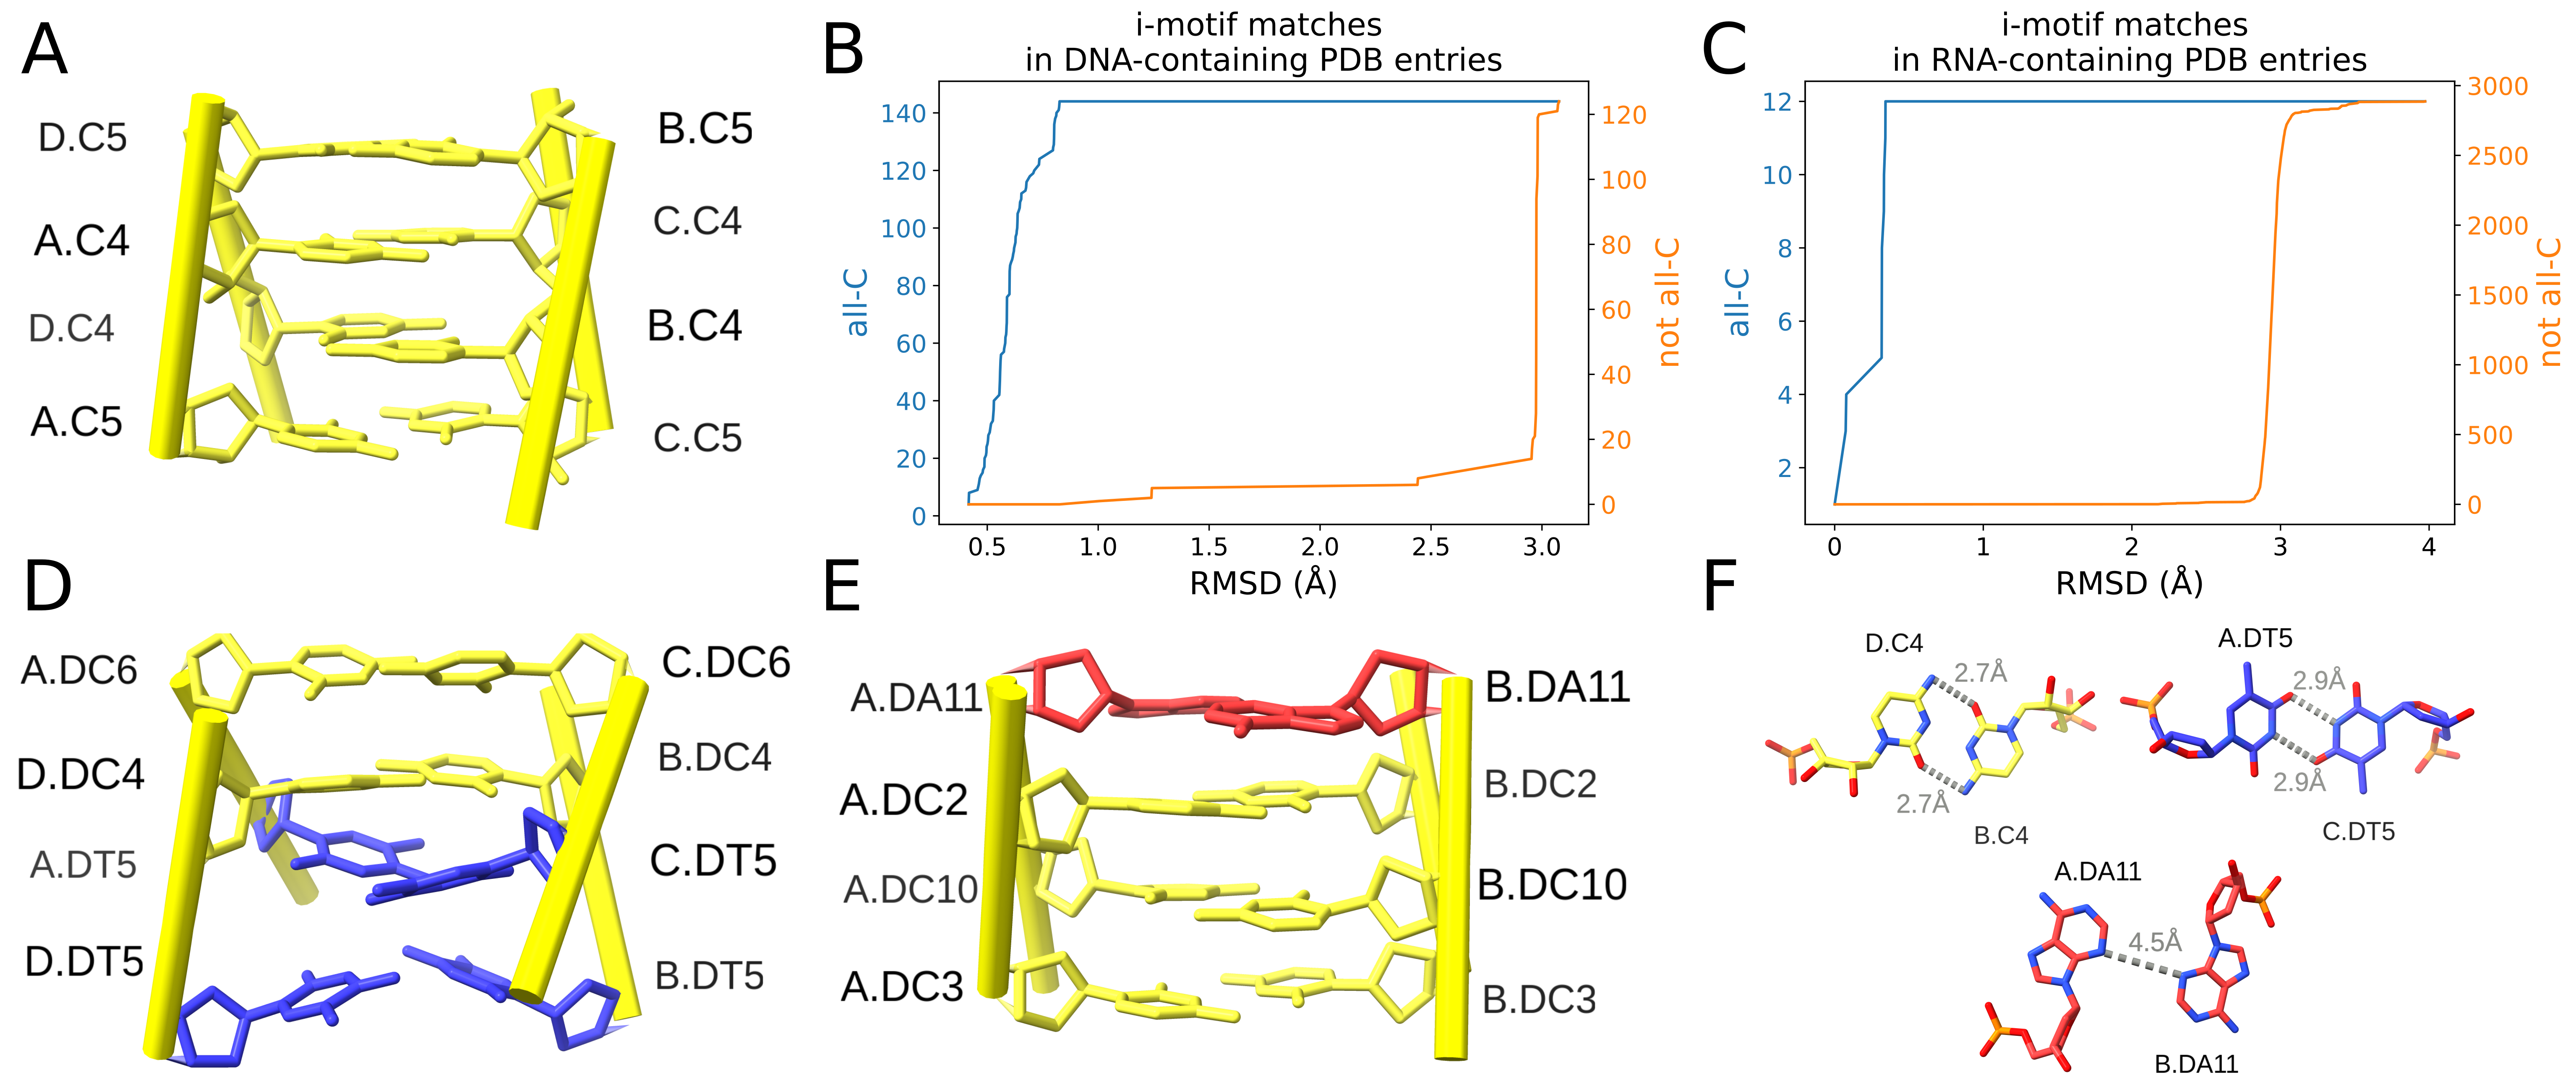 A
D.C5
B.C5
A.C4
C.C4
D.C4
B.C4
A.C5
C.C5
B
i-motif matches
in DNA-containing PDB entries
all-C
140
120
100
80
60
40
20
0
120
100
80
60
40
20
0
not all-C
0.5 1.0 1.5 2.0 2.5 3.0
RMSD (Å)
C
i-motif matches
in RNA-containing PDB entries
all-C
12
10
8
6
4
2
3000
2500
2000
1500
1000
500
0
not all-C
0 1 2 3 4
RMSD (Å)
D
A.DC6
C.DC6
D.DC4
B.DC4
A.DT5
C.DT5
D.DT5
B.DT5
E
A.DA11
B.DA11
A.DC2
B.DC2
A.DC10
B.DC10
A.DC3
B.DC3
F
D.C4
2.7Å
2.7Å
B.C4
A.DT5
2.9Å
2.9Å
C.DT5
A.DA11
4.5Å
B.DA11